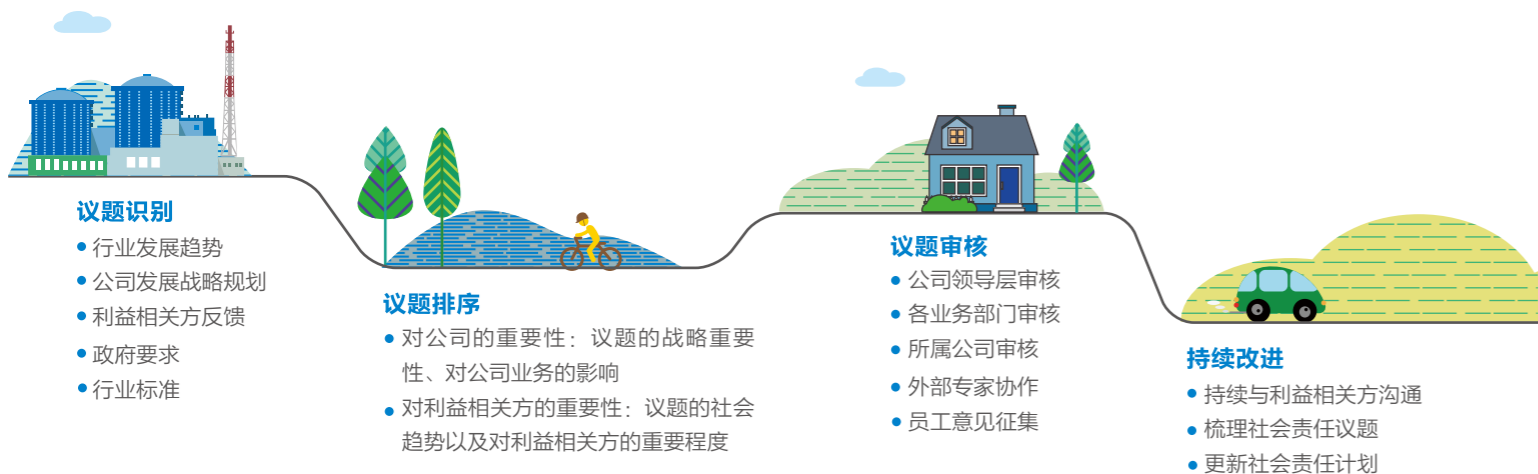 议题识别
行业发展趋势
公司发展战略规划
利益相关方反馈
政府要求
行业标准
议题排序
对公司的重要性：议题的战略重要
性、对公司业务的影响
对利益相关方的重要性：议题的社会
趋势以及对利益相关方的重要程度
议题审核
公司领导层审核
各业务部门审核
所属公司审核
外部专家协作
员工意见征集
持续改进
持续与利益相关方沟通
梳理社会责任议题
更新社会责任计划